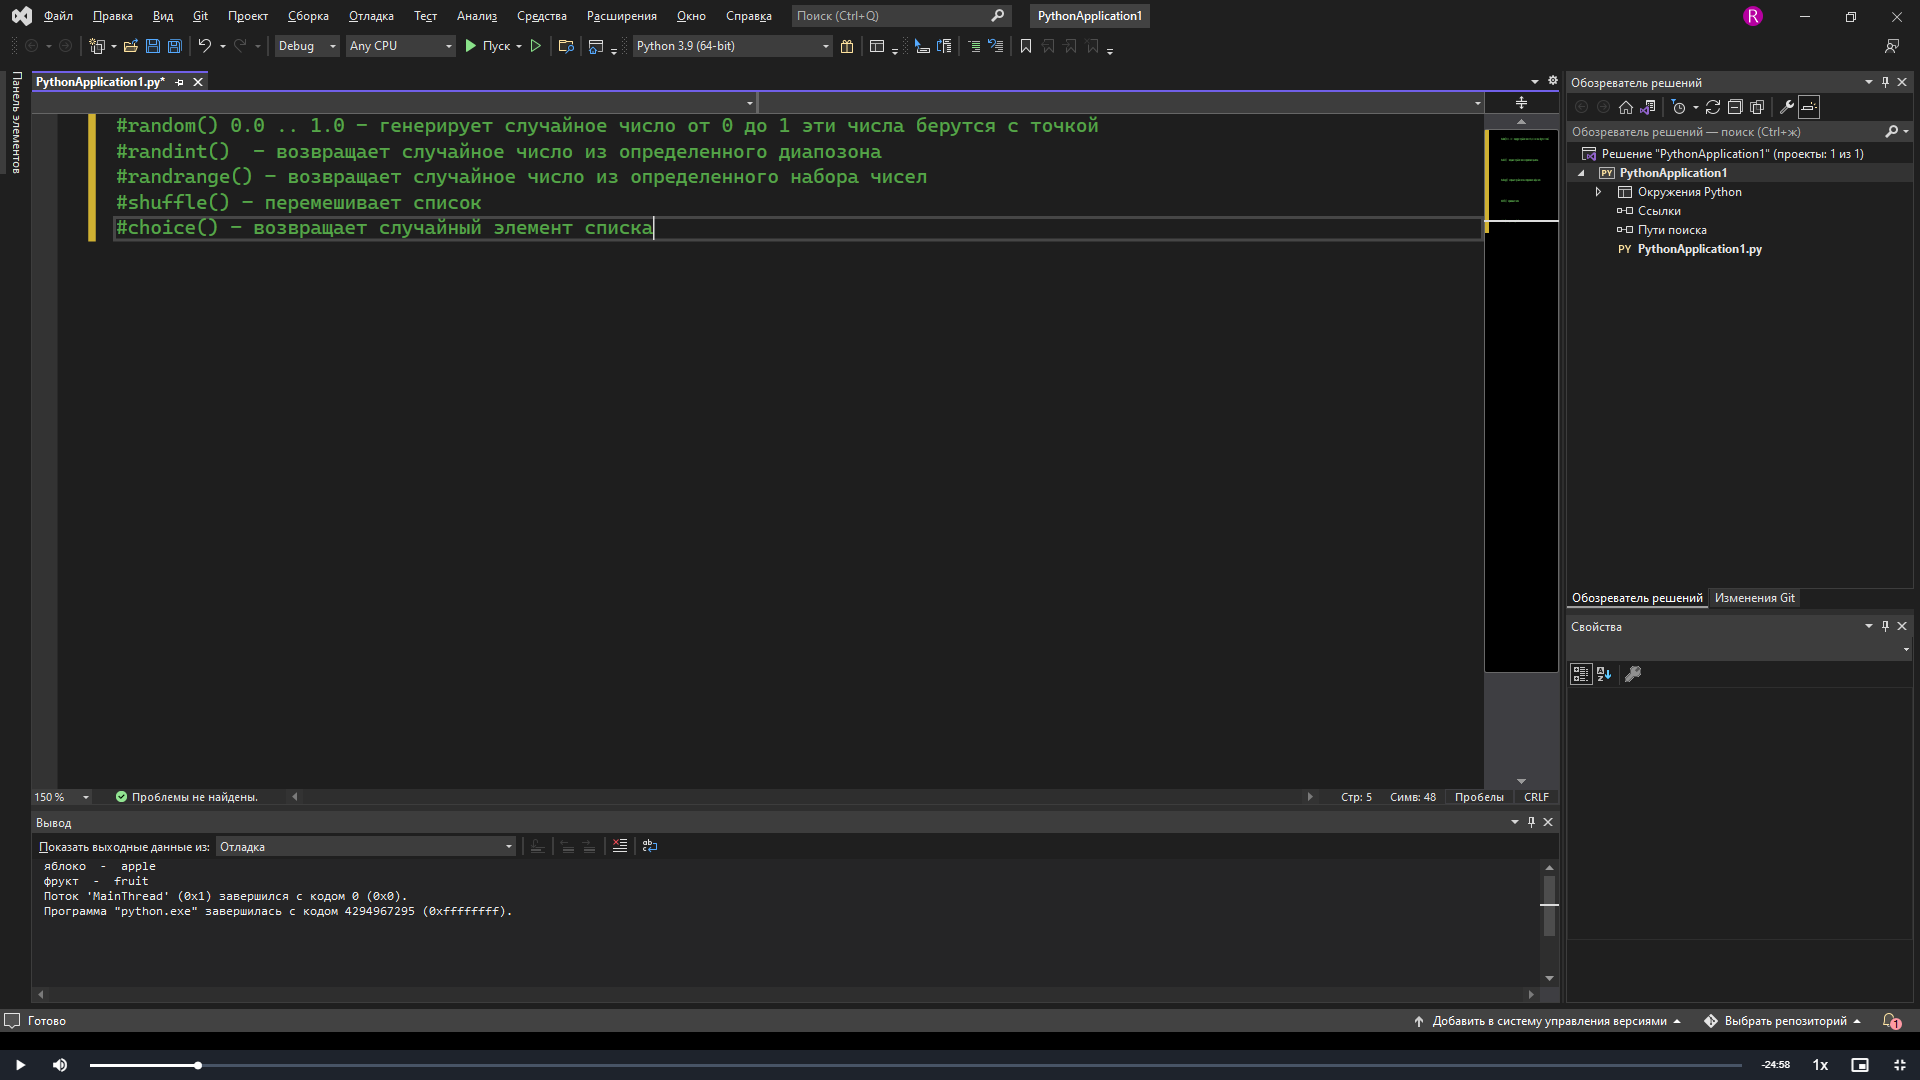 Файл Правка Вид Git Проект Сборка Отладка Тест Анализ Средства Расширения Окно Справка Поиск (Ctrl+Q) PythonApplication1 R
Debug Any CPU Пуск Python 3.9 (64-bit)
Панель элементов
PythonApplication1.py*
#random() 0.0 .. 1.0 - генерирует случайное число от 0 до 1 эти числа берутся с точкой
#randint()  - возвращает случайное число из определенного диапозона
#randrange() - возвращает случайное число из определенного набора чисел
#shuffle() - перемешивает список
#choice() - возвращает случайный элемент списка
150 % Проблемы не найдены. Стр: 5 Симв: 48 Пробелы CRLF
Вывод
Показать выходные данные из: Отладка
яблоко  -  apple
фрукт  -  fruit
Поток 'MainThread' (0x1) завершился с кодом 0 (0x0).
Программа "python.exe" завершилась с кодом 4294967295 (0xffffffff).
Обозреватель решений
Обозреватель решений — поиск (Ctrl+ж)
Решение "PythonApplication1" (проекты: 1 из 1)
PY PythonApplication1
Окружения Python
Ссылки
Пути поиска
PY PythonApplication1.py
Обозреватель решений Изменения Git
Свойства
Готово Добавить в систему управления версиями Выбрать репозиторий 1
-24:58 1x